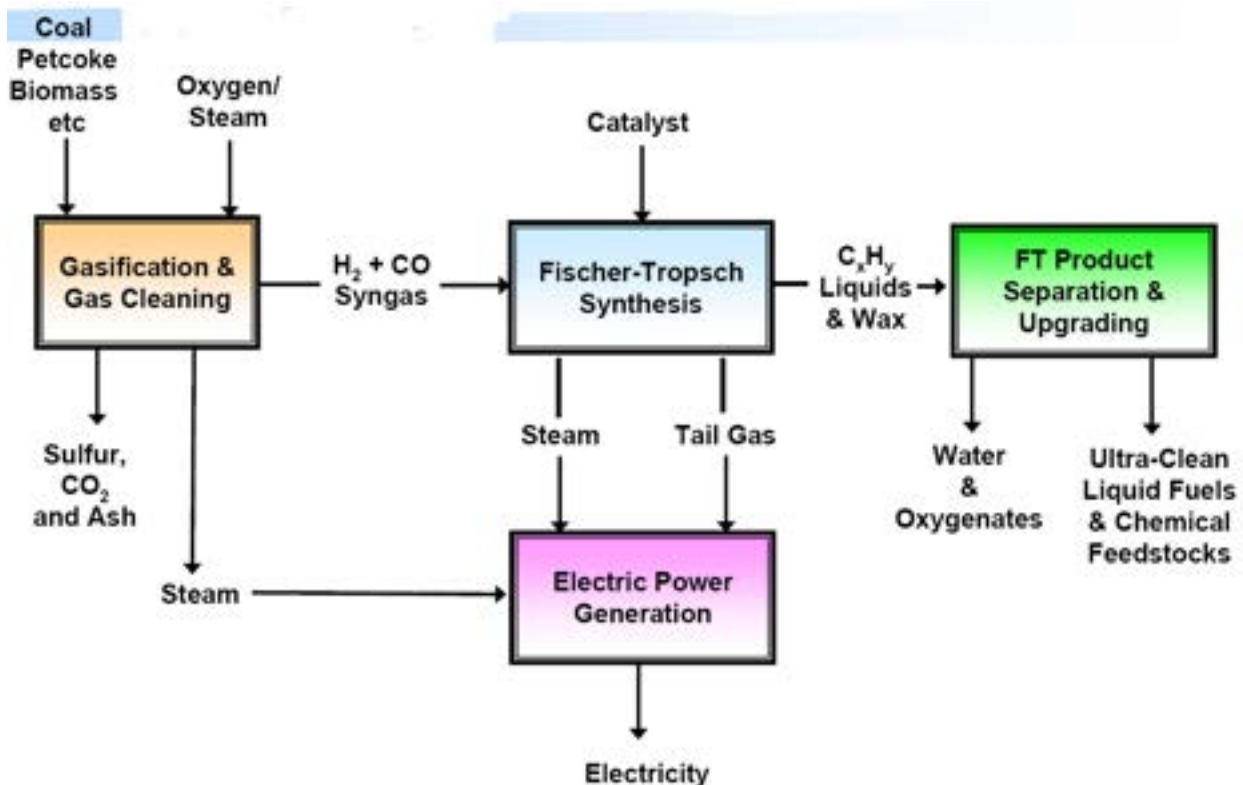 Coal
Petcoke
Biomass
etc
Oxygen/
Steam
Catalyst
Gasification &
Gas Cleaning
H₂ + CO
Syngas
Fischer-Tropsch
Synthesis
CₓHᵧ
Liquids
& Wax
FT Product
Separation &
Upgrading
Sulfur,
CO₂
and Ash
Steam
Steam
Tail Gas
Water
&
Oxygenates
Ultra-Clean
Liquid Fuels
& Chemical
Feedstocks
Electric Power
Generation
Electricity